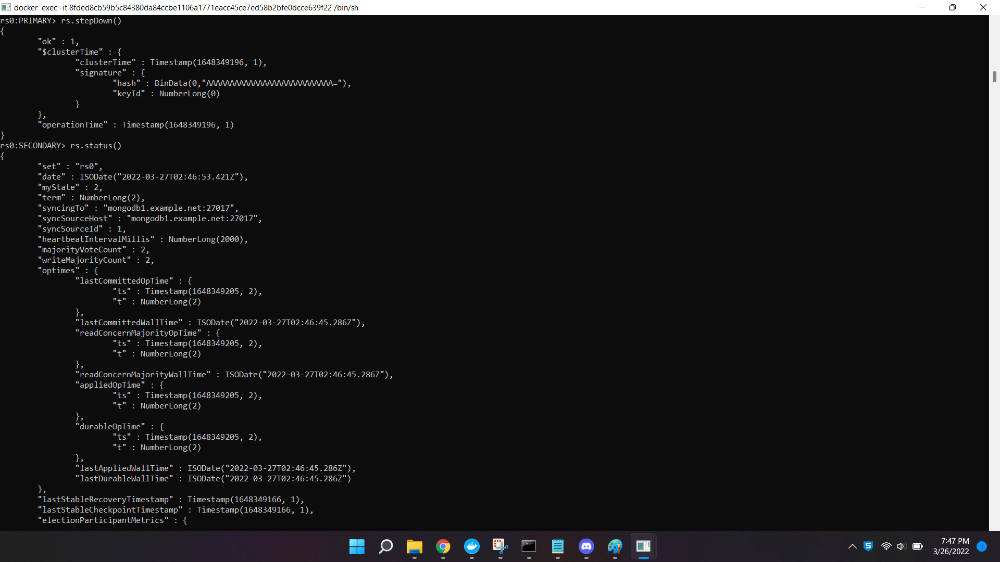 docker  exec -it 8fded8cb59b5c84380da84ccbe1106a1771eacc45ce7ed58b2bfe0dcce639f22 /bin/sh
rs0:PRIMARY> rs.stepDown()
{
        "ok" : 1,
        "$clusterTime" : {
                "clusterTime" : Timestamp(1648349196, 1),
                "signature" : {
                        "hash" : BinData(0,"AAAAAAAAAAAAAAAAAAAAAAAAAAA="),
                        "keyId" : NumberLong(0)
                }
        },
        "operationTime" : Timestamp(1648349196, 1)
}
rs0:SECONDARY> rs.status()
{
        "set" : "rs0",
        "date" : ISODate("2022-03-27T02:46:53.421Z"),
        "myState" : 2,
        "term" : NumberLong(2),
        "syncingTo" : "mongodb1.example.net:27017",
        "syncSourceHost" : "mongodb1.example.net:27017",
        "syncSourceId" : 1,
        "heartbeatIntervalMillis" : NumberLong(2000),
        "majorityVoteCount" : 2,
        "writeMajorityCount" : 2,
        "optimes" : {
                "lastCommittedOpTime" : {
                        "ts" : Timestamp(1648349205, 2),
                        "t" : NumberLong(2)
                },
                "lastCommittedWallTime" : ISODate("2022-03-27T02:46:45.286Z"),
                "readConcernMajorityOpTime" : {
                        "ts" : Timestamp(1648349205, 2),
                        "t" : NumberLong(2)
                },
                "readConcernMajorityWallTime" : ISODate("2022-03-27T02:46:45.286Z"),
                "appliedOpTime" : {
                        "ts" : Timestamp(1648349205, 2),
                        "t" : NumberLong(2)
                },
                "durableOpTime" : {
                        "ts" : Timestamp(1648349205, 2),
                        "t" : NumberLong(2)
                },
                "lastAppliedWallTime" : ISODate("2022-03-27T02:46:45.286Z"),
                "lastDurableWallTime" : ISODate("2022-03-27T02:46:45.286Z")
        },
        "lastStableRecoveryTimestamp" : Timestamp(1648349166, 1),
        "lastStableCheckpointTimestamp" : Timestamp(1648349166, 1),
        "electionParticipantMetrics" : {
S
7:47 PM
3/26/2022
1